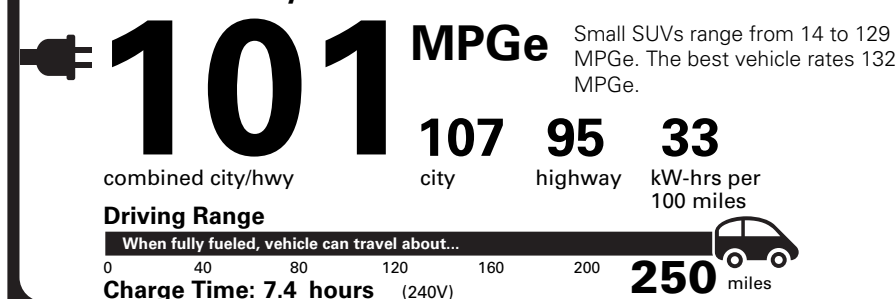 101 MPGe
Small SUVs range from 14 to 129
MPGe. The best vehicle rates 132
MPGe.
107 95 33
combined city/hwy city highway kW-hrs per
100 miles
Driving Range
When fully fueled, vehicle can travel about...
0 40 80 120 160 200 250 miles
Charge Time: 7.4 hours (240V)